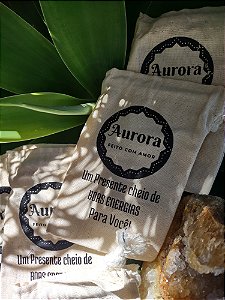 Aurora
Aurora
FEITO COM AMOR
Um Presente cheio de
BOAS ENERGIAS
Para Você!
Aurora
FEITO
Um Presente cheio de
BOAS